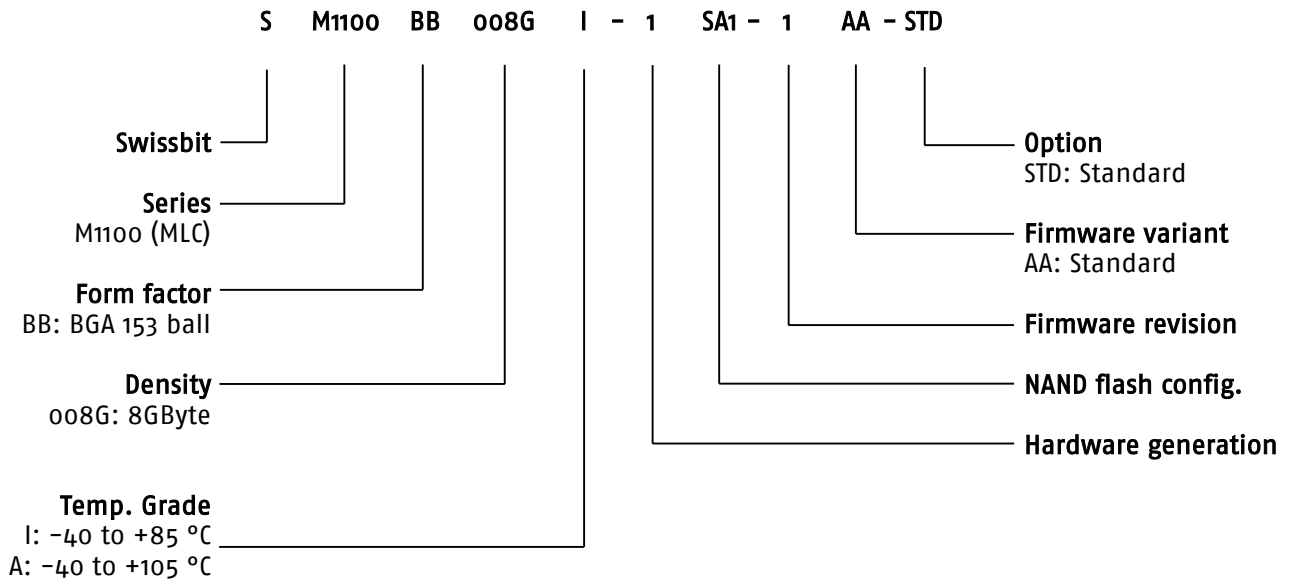 S M1100 BB 008G I - 1 SA1 - 1 AA - STD
Swissbit
Series
M1100 (MLC)
Form factor
BB: BGA 153 ball
Density
008G: 8GByte
Temp. Grade
I: -40 to +85 °C
A: -40 to +105 °C
Option
STD: Standard
Firmware variant
AA: Standard
Firmware revision
NAND flash config.
Hardware generation